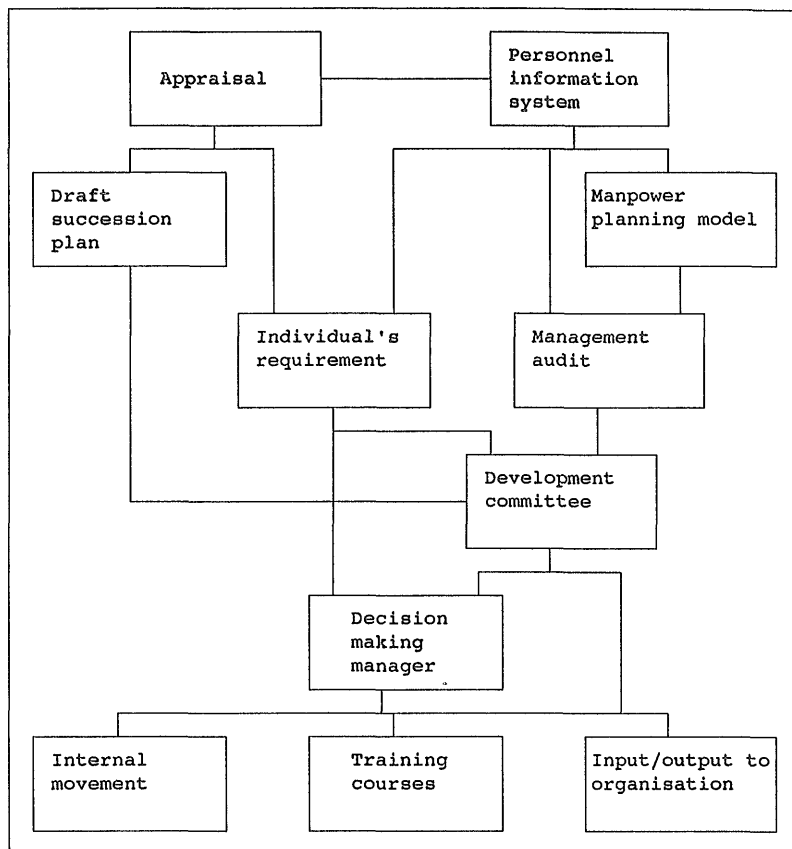 Appraisal
Personnel
information
system
Draft
succession
plan
Manpower
planning model
Individual's
requirement
Management
audit
Development
committee
Decision
making
manager
Internal
movement
Training
courses
Input/output to
organisation